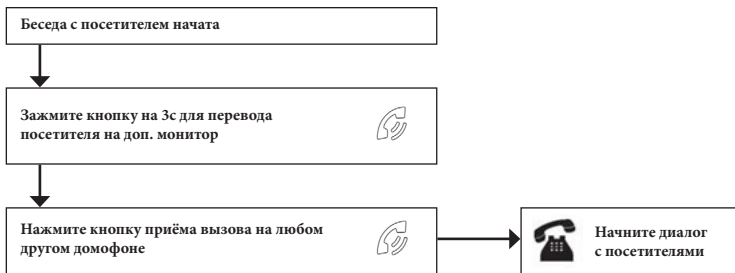 Беседа с посетителем начата
Зажмите кнопку на 3с для перевода
посетителя на доп. монитор
Нажмите кнопку приёма вызова на любом
другом домофоне
Начните диалог
с посетителями